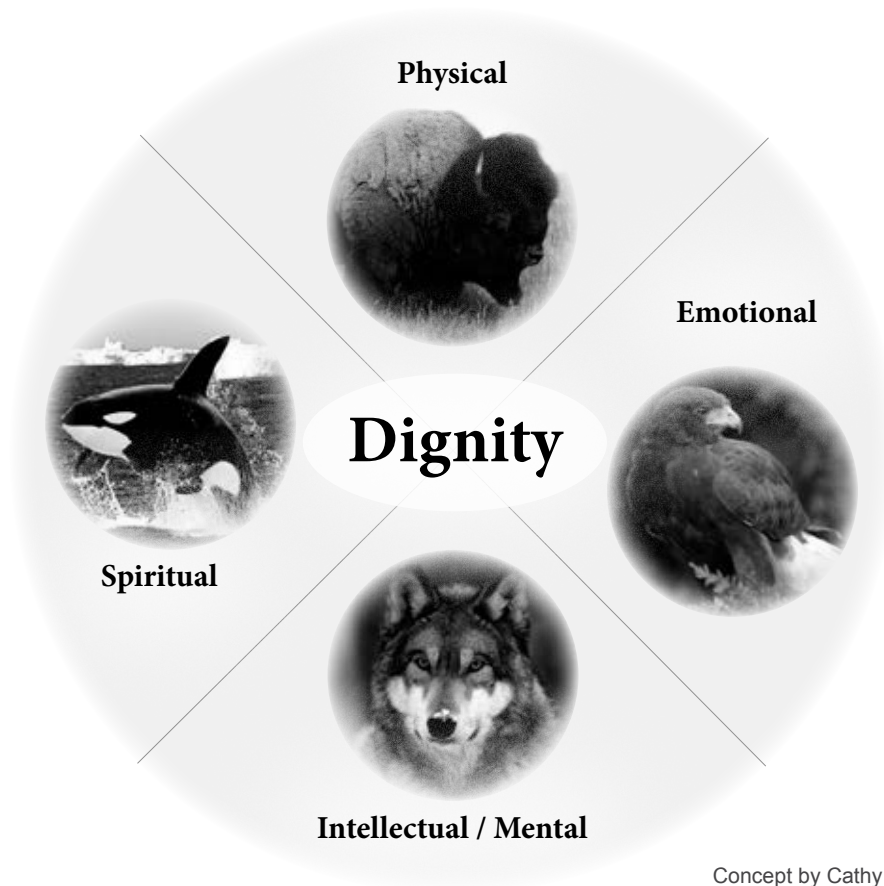 Physical
Emotional
Dignity
Spiritual
Intellectual / Mental
Concept by Cathy